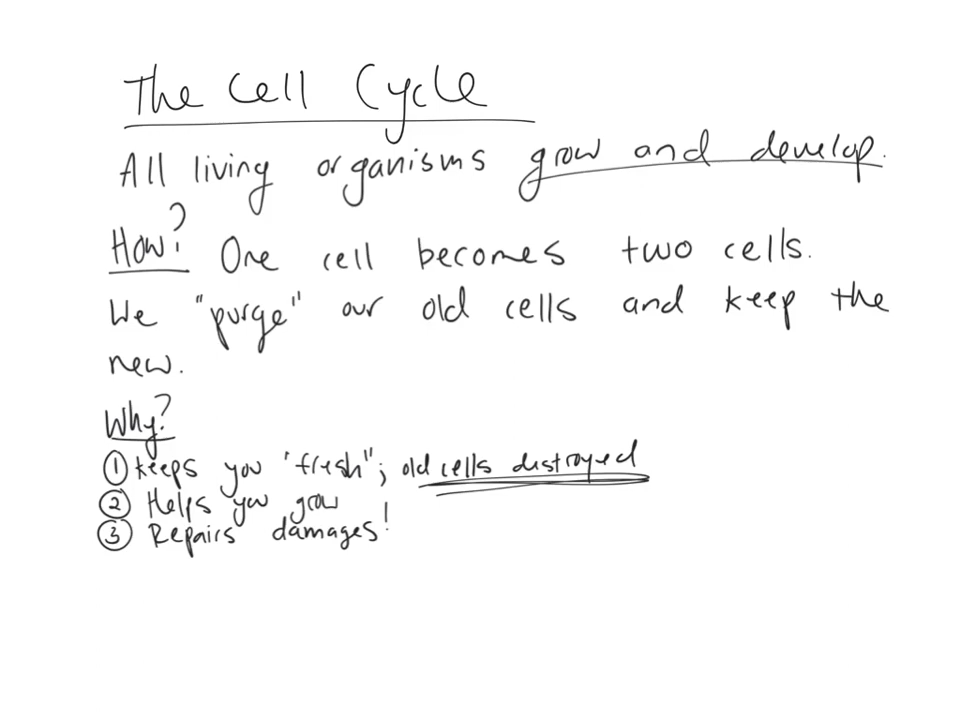 The Cell Cycle
All living organisms grow and develop.
How? One cell becomes two cells.
We "purge" our old cells and keep the
new.
Why?
① Keeps you "fresh"; old cells destroyed
② Helps you grow
③ Repairs damages!